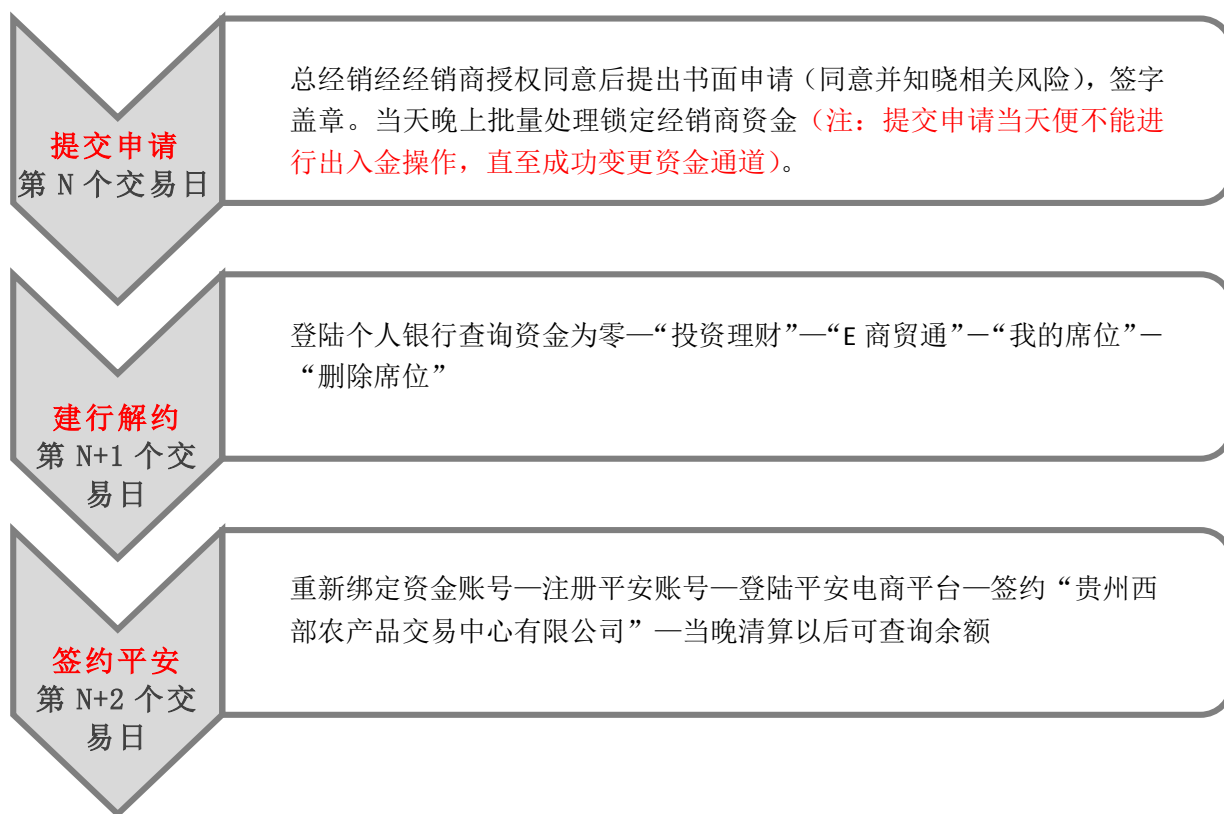 提交申请
第 N 个交易日
总经销经经销商授权同意后提出书面申请（同意并知晓相关风险），签字
盖章。当天晚上批量处理锁定经销商资金（注：提交申请当天便不能进
行出入金操作，直至成功变更资金通道）。
建行解约
第 N+1 个交
易日
登陆个人银行查询资金为零—“投资理财”—“E 商贸通”—“我的席位”—
“删除席位”
签约平安
第 N+2 个交
易日
重新绑定资金账号—注册平安账号—登陆平安电商平台—签约“贵州西
部农产品交易中心有限公司”—当晚清算以后可查询余额